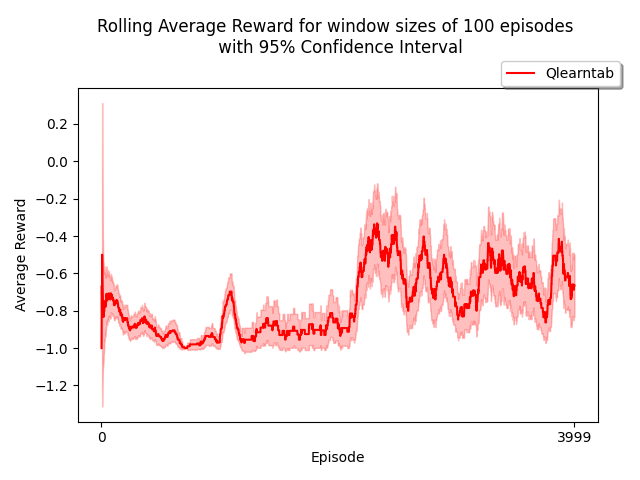 Rolling Average Reward for window sizes of 100 episodes
with 95% Confidence Interval
Qlearntab
0.2
0.0
−0.2
−0.4
−0.6
−0.8
−1.0
−1.2
Average Reward
0
3999
Episode